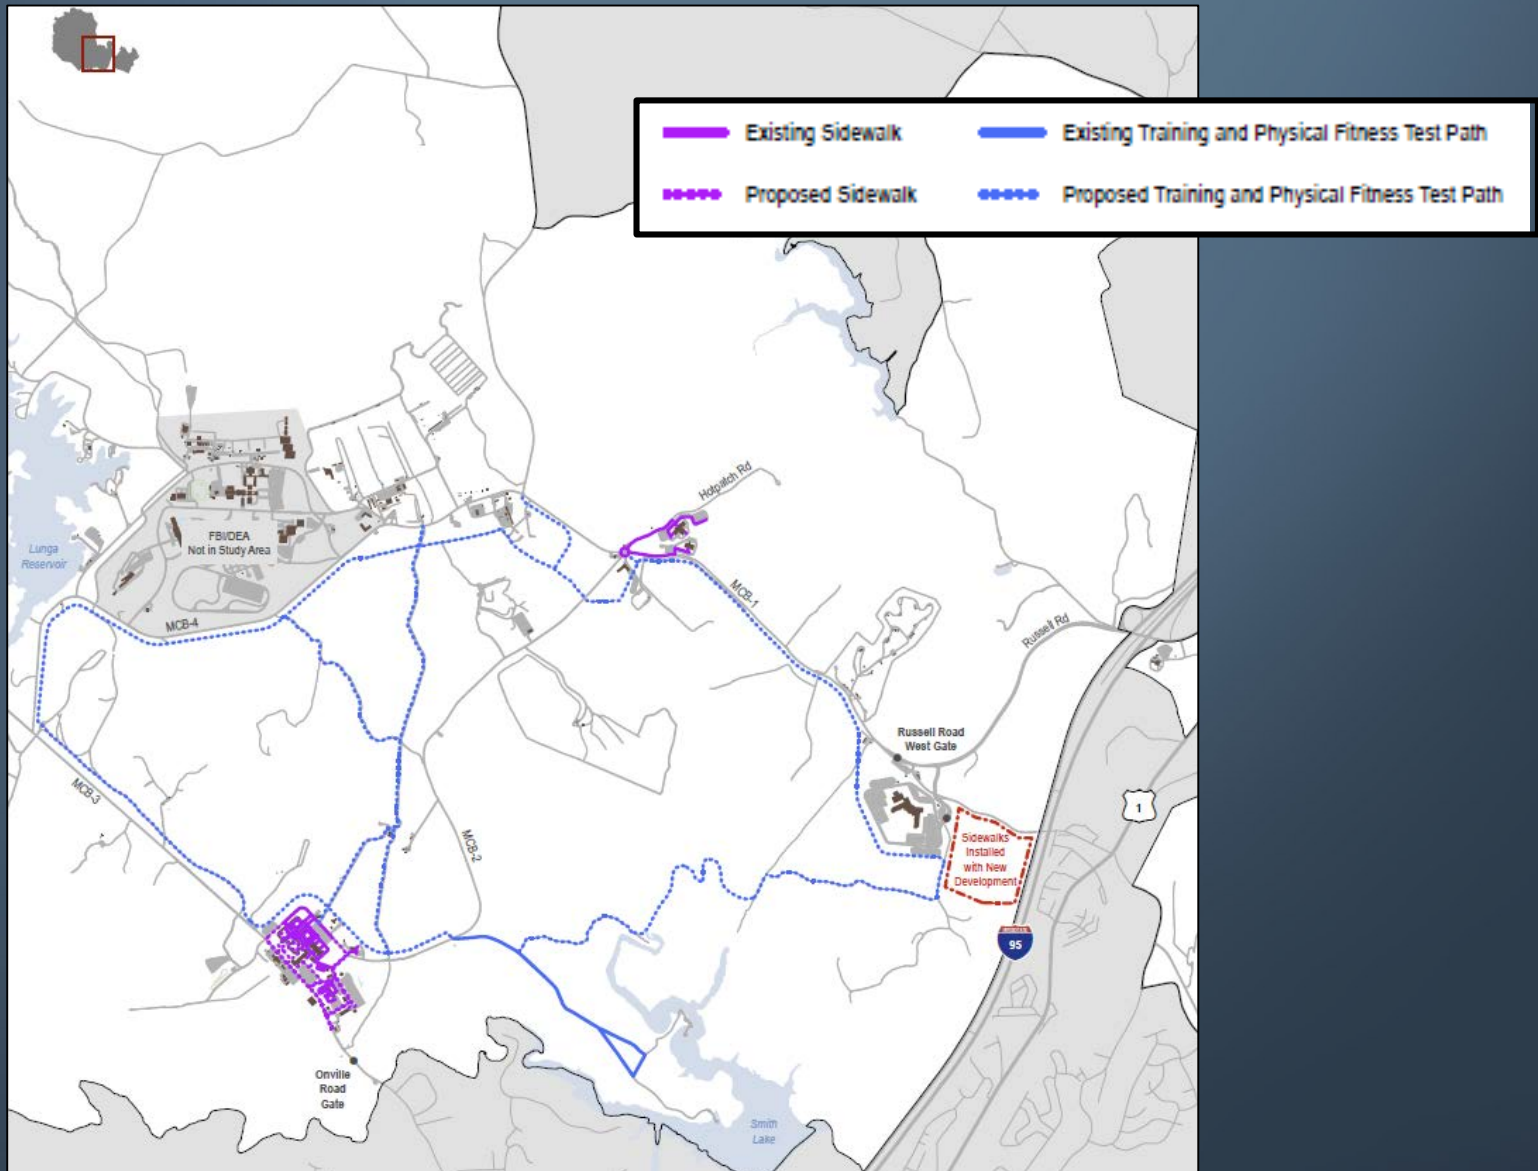 Existing Sidewalk
Existing Training and Physical Fitness Test Path
Proposed Sidewalk
Proposed Training and Physical Fitness Test Path
Hotpatch Rd
FBI/DEA
Not in Study Area
Lunga
Reservoir
MCB-1
MCB-4
Russell Rd
Russell Road
West Gate
MCB-3
1
MCB-2
Sidewalks
Installed
with New
Development
INTERSTATE
95
Onville
Road
Gate
Smith
Lake